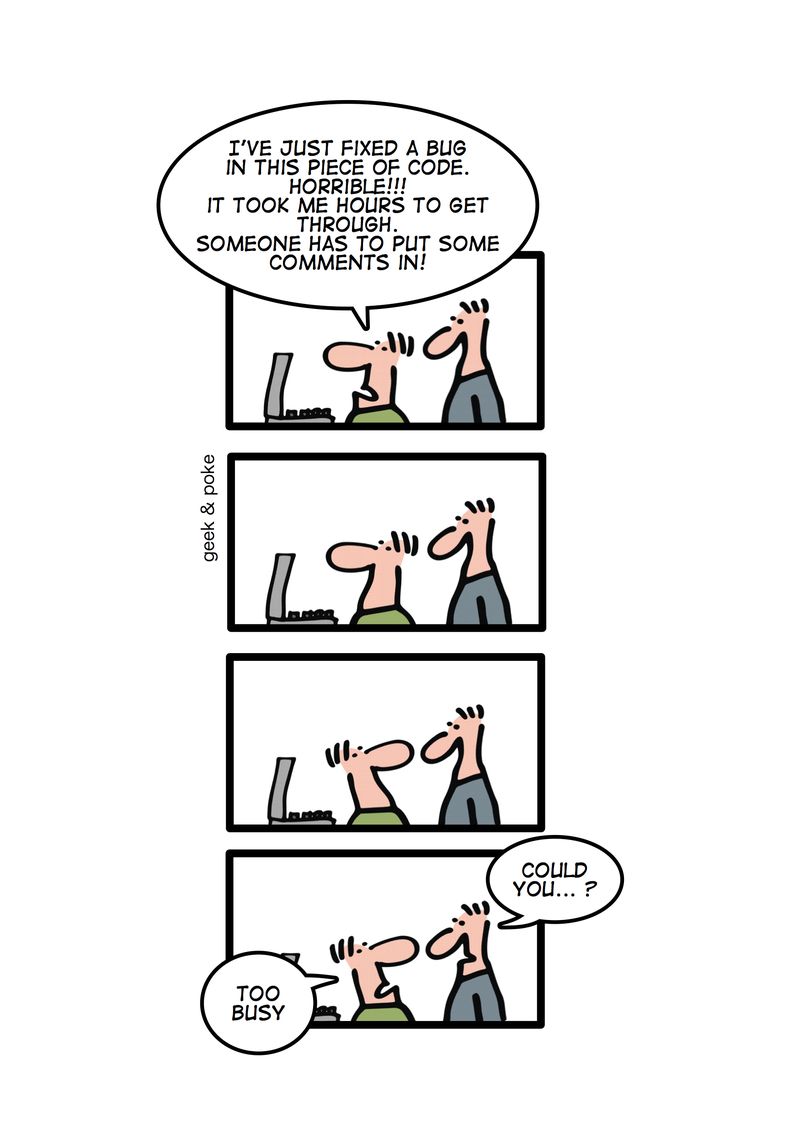 I'VE JUST FIXED A BUG
IN THIS PIECE OF CODE.
HORRIBLE!!!
IT TOOK ME HOURS TO GET
THROUGH.
SOMEONE HAS TO PUT SOME
COMMENTS IN!
geek & poke
COULD
YOU... ?
TOO
BUSY